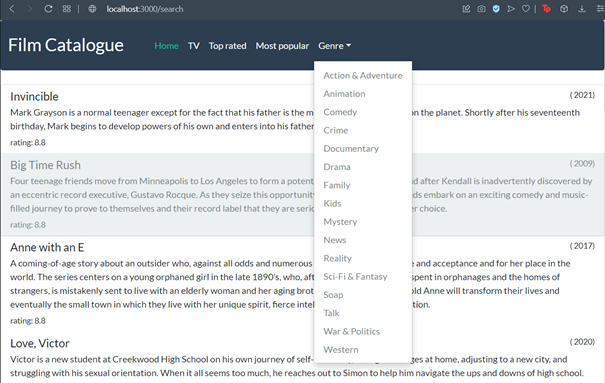 localhost:3000/search
Film Catalogue Home TV Top rated Most popular Genre
Action & Adventure
Animation
Comedy
Crime
Documentary
Drama
Family
Kids
Mystery
News
Reality
Sci-Fi & Fantasy
Soap
Talk
War & Politics
Western
Invincible ( 2021)
Mark Grayson is a normal teenager except for the fact that his father is the m on the planet. Shortly after his seventeenth
birthday, Mark begins to develop powers of his own and enters into his father
rating: 8.8
Big Time Rush ( 2009)
Four teenage friends move from Minneapolis to Los Angeles to form a potent d after Kendall is inadvertently discovered by
an eccentric record executive, Gustavo Rocque. As they seize this opportunity ds embark on an exciting comedy and music-
filled journey to prove to themselves and their record label that they are seric r choice.
rating: 8.8
Anne with an E ( 2017)
A coming-of-age story about an outsider who, against all odds and numerous e and acceptance and for her place in the
world. The series centers on a young orphaned girl in the late 1890's, who, aft spent in orphanages and the homes of
strangers, is mistakenly sent to live with an elderly woman and her aging brot old Anne will transform their lives and
eventually the small town in which they live with her unique spirit, fierce intel tion.
rating: 8.8
Love, Victor ( 2020)
Victor is a new student at Creekwood High School on his own journey of self- ges at home, adjusting to a new city, and
struggling with his sexual orientation. When it all seems too much, he reaches out to Simon to help him navigate the ups and downs of high school.